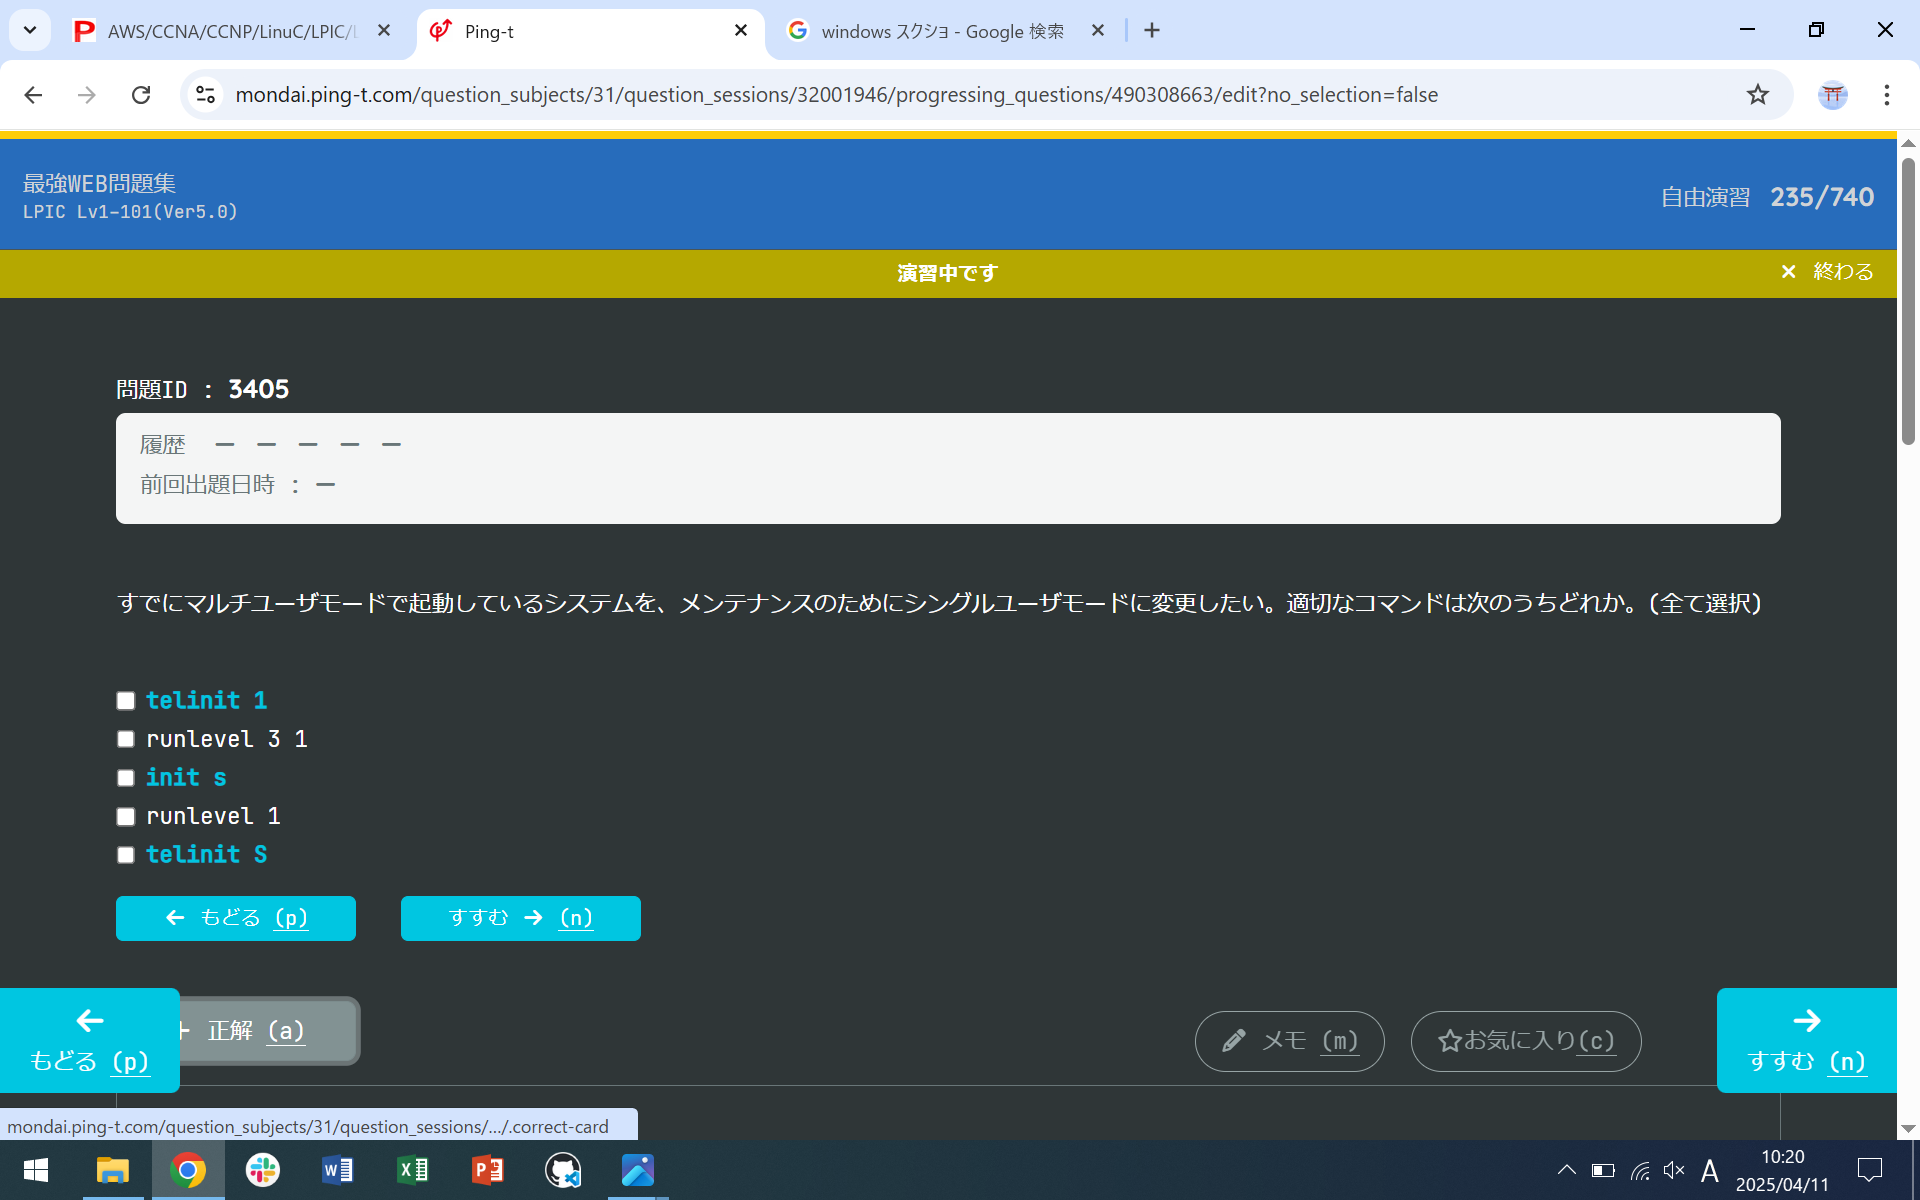 AWS/CCNA/CCNP/LinuC/LPIC/
Ping-t
windows スクショ - Google 検索
mondai.ping-t.com/question_subjects/31/question_sessions/32001946/progressing_questions/490308663/edit?no_selection=false
最強WEB問題集
LPIC Lv1-101(Ver5.0)
自由演習 235/740
演習中です
× 終わる
問題ID : 3405
履歴 ー ー ー ー ー
前回出題日時 : ー
すでにマルチユーザモードで起動しているシステムを、メンテナンスのためにシングルユーザモードに変更したい。適切なコマンドは次のうちどれか。(全て選択)
telinit 1
runlevel 3 1
init s
runlevel 1
telinit S
← もどる (p)
すすむ → (n)
正解 (a)
メモ (m)
☆お気に入り(c)
←
もどる (p)
→
すすむ (n)
mondai.ping-t.com/question_subjects/31/question_sessions/.../.correct-card
A
10:20
2025/04/11